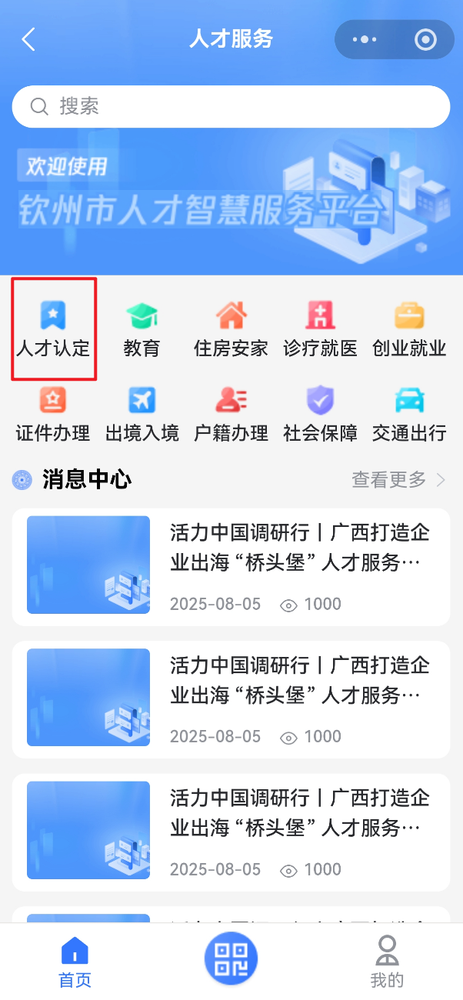 人才服务
搜索
欢迎使用
钦州市人才智慧服务平台
人才认定 教育 住房安家 诊疗就医 创业就业
证件办理 出境入境 户籍办理 社会保障 交通出行
消息中心 查看更多
活力中国调研行丨广西打造企
业出海“桥头堡”人才服务…
2025-08-05 1000
活力中国调研行丨广西打造企
业出海“桥头堡”人才服务…
2025-08-05 1000
活力中国调研行丨广西打造企
业出海“桥头堡”人才服务…
2025-08-05 1000
首页 我的